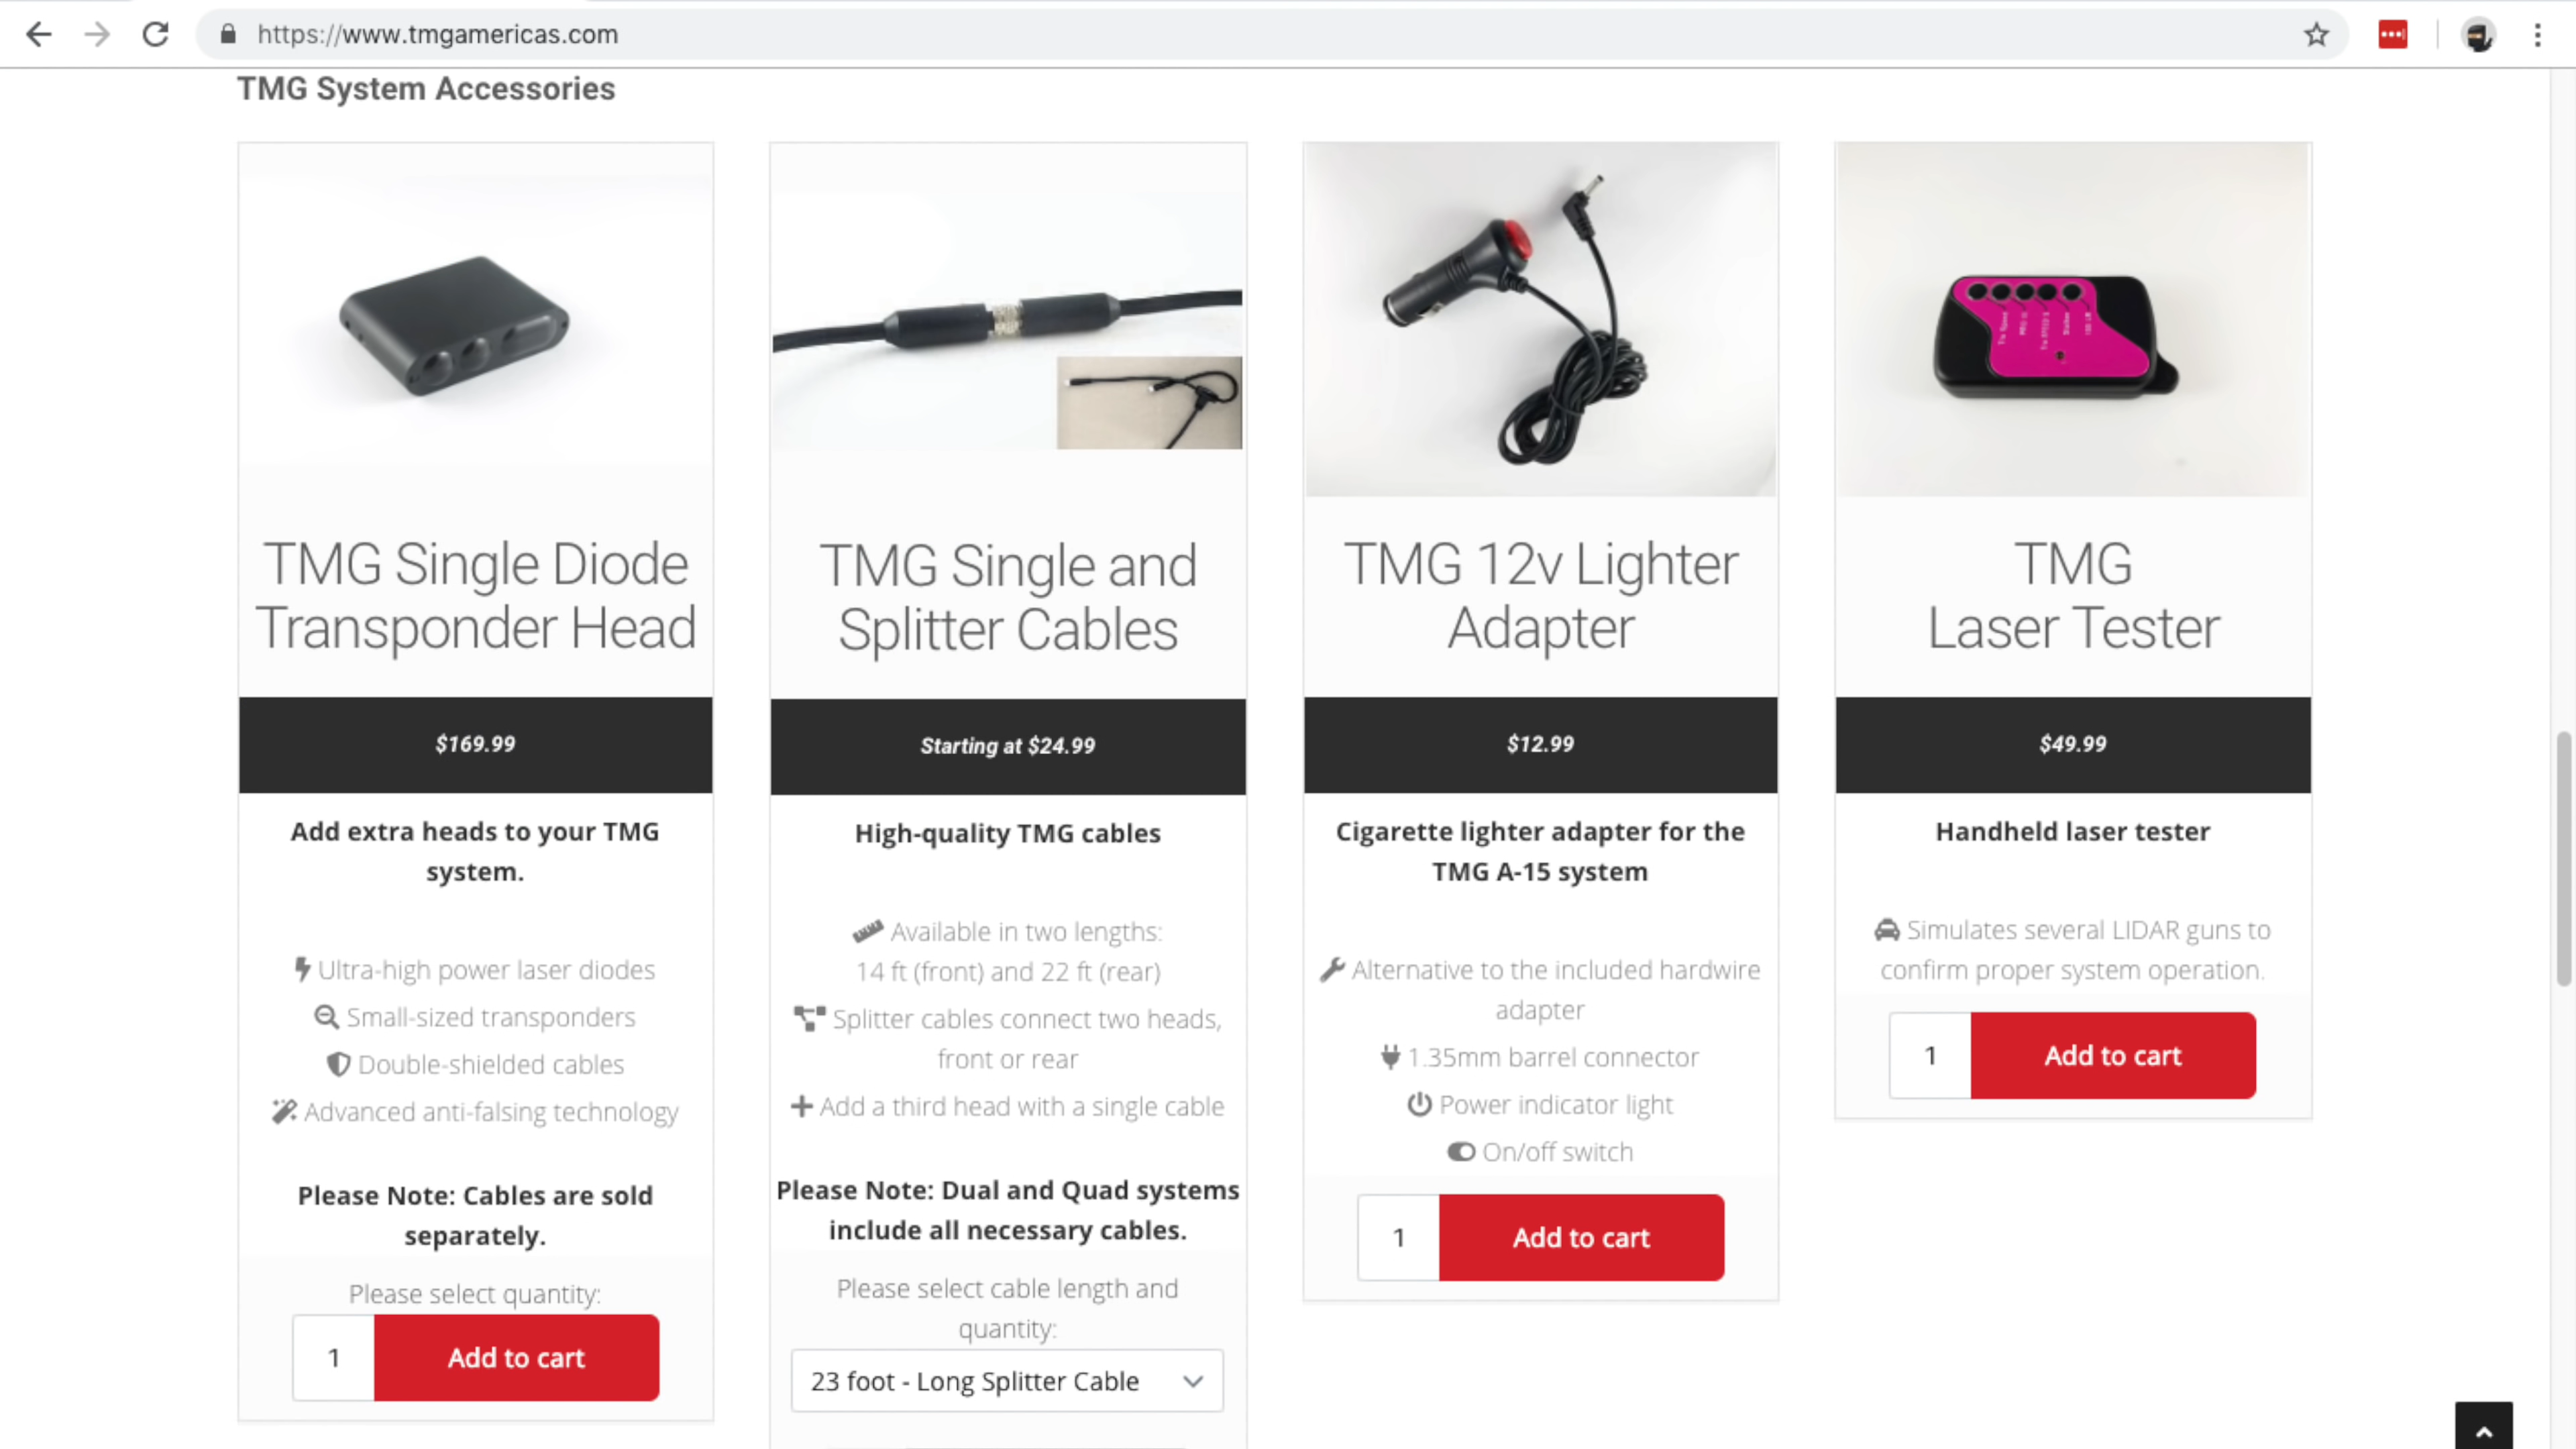 https://www.tmgamericas.com
TMG System Accessories
TMG Single Diode
Transponder Head
$169.99
Add extra heads to your TMG
system.
Ultra-high power laser diodes
Small-sized transponders
Double-shielded cables
Advanced anti-falsing technology
Please Note: Cables are sold
separately.
Please select quantity:
1
Add to cart
TMG Single and
Splitter Cables
Starting at $24.99
High-quality TMG cables
Available in two lengths:
14 ft (front) and 22 ft (rear)
Splitter cables connect two heads,
front or rear
Add a third head with a single cable
Please Note: Dual and Quad systems
include all necessary cables.
Please select cable length and
quantity:
23 foot - Long Splitter Cable
TMG 12v Lighter
Adapter
$12.99
Cigarette lighter adapter for the
TMG A-15 system
Alternative to the included hardwire
adapter
1.35mm barrel connector
Power indicator light
On/off switch
1
Add to cart
TMG
Laser Tester
$49.99
Handheld laser tester
Simulates several LIDAR guns to
confirm proper system operation.
1
Add to cart